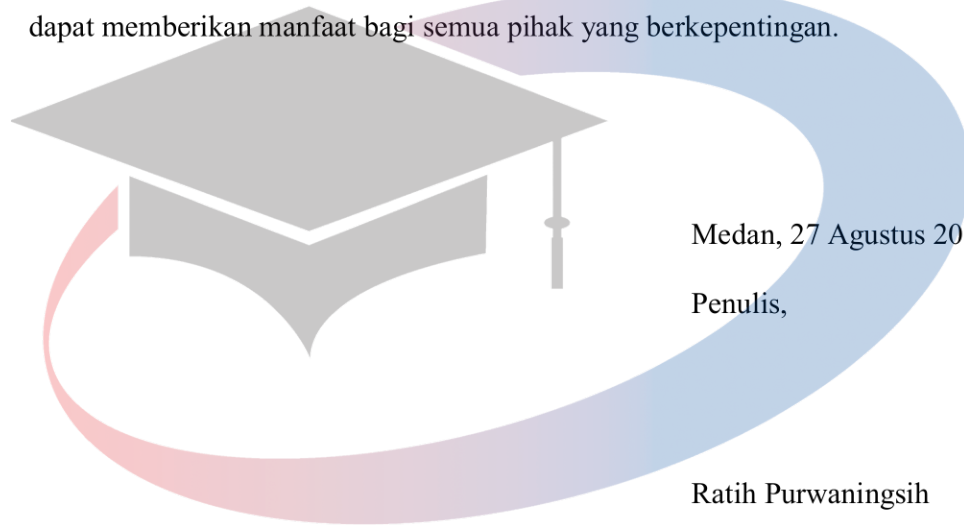 dapat memberikan manfaat bagi semua pihak yang berkepentingan.
Medan, 27 Agustus 20
Penulis,
Ratih Purwaningsih